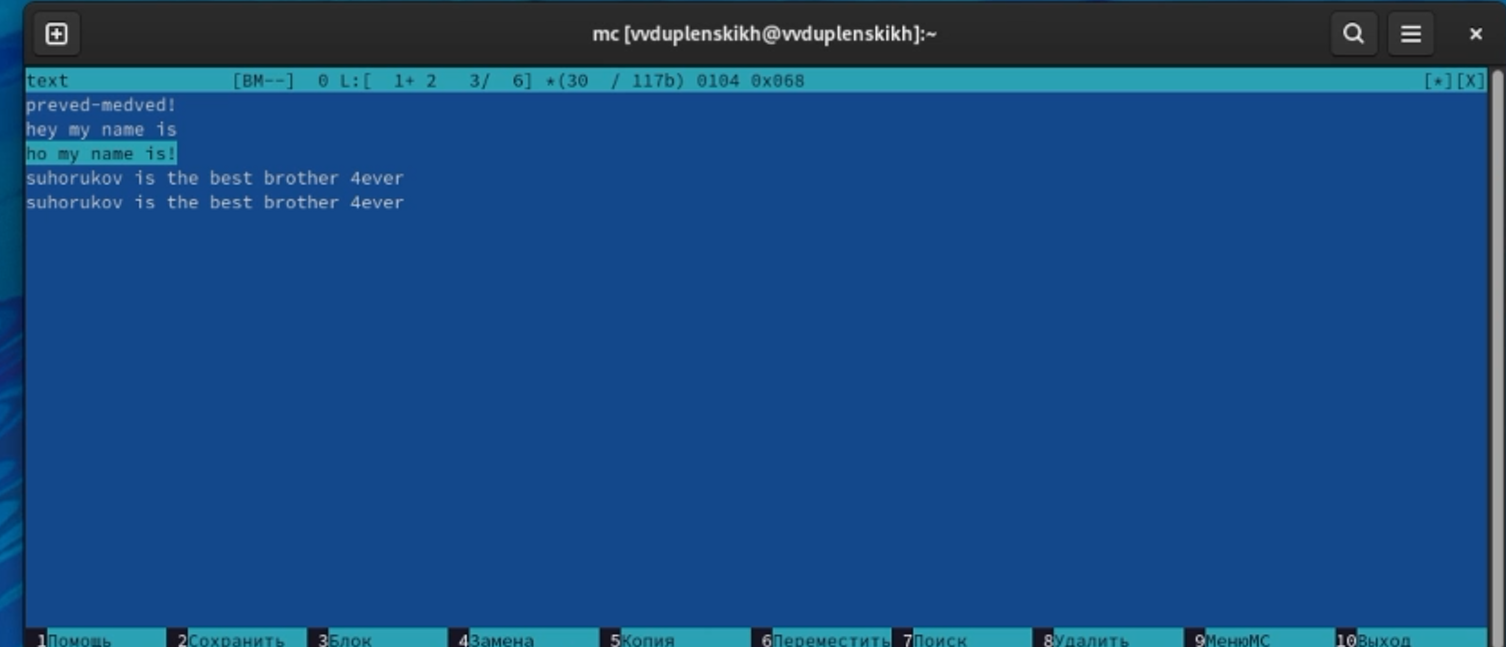 mc [vvduplenskikh@vvduplenskikh]:~
text [BM--] 0 L:[ 1+ 2 3/ 6] *(30 / 117b) 0104 0x068 [*][X]
preved-medved!
hey my name is
ho my name is!
suhorukov is the best brother 4ever
suhorukov is the best brother 4ever
1Помощь 2Сохранить 3Блок 4Замена 5Копия 6Переместить 7Поиск 8Удалить 9МенюMC 10Выход